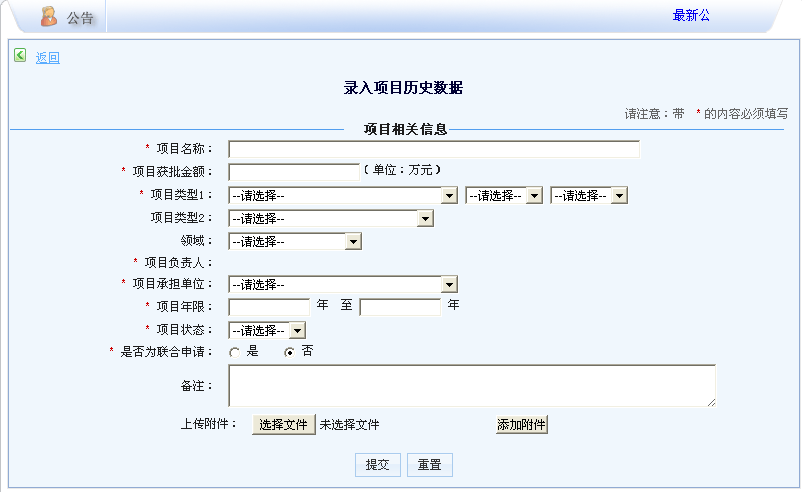 公告 最新公
返回
录入项目历史数据
请注意：带 *的内容必须填写
项目相关信息
* 项目名称：
* 项目获批金额： （单位：万元）
* 项目类型1： --请选择-- --请选择-- --请选择--
项目类型2： --请选择--
领域： --请选择--
* 项目负责人：
* 项目承担单位： --请选择--
* 项目年限： 年 至 年
* 项目状态： --请选择--
* 是否为联合申请： 是 否
备注：
上传附件： 选择文件 未选择文件 添加附件
提交 重置